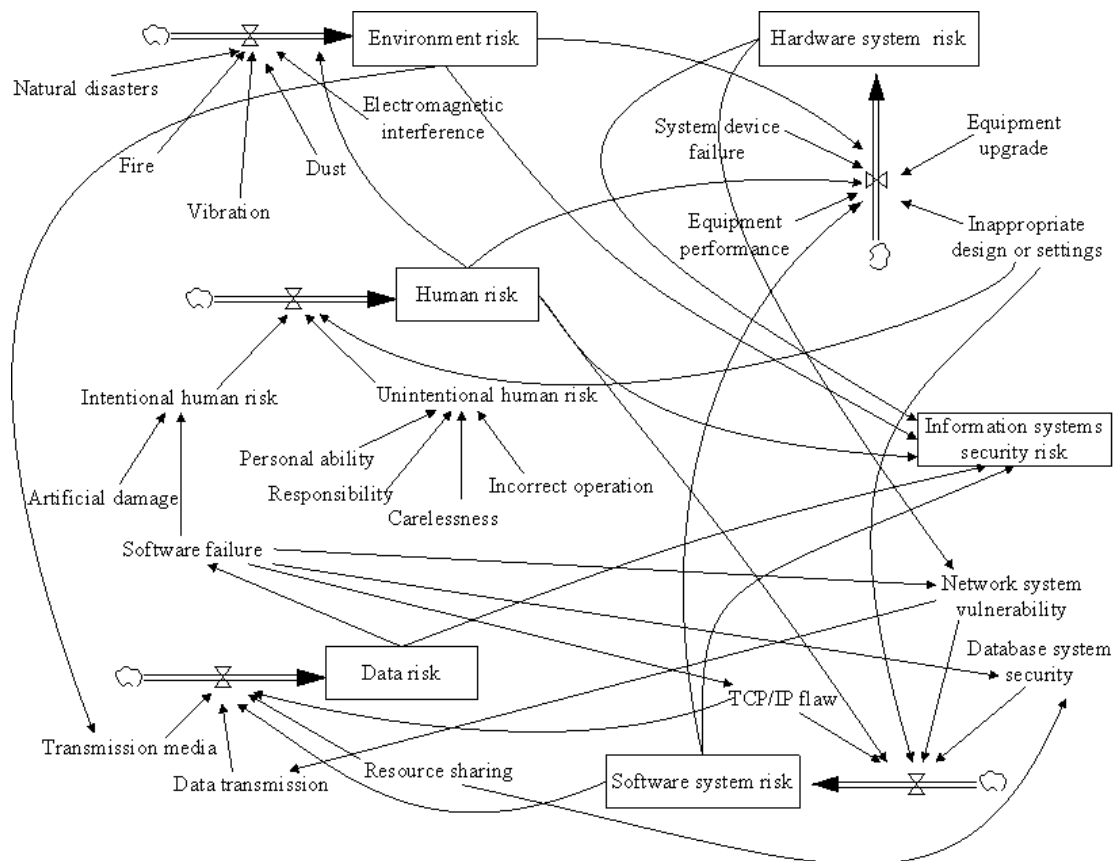 Environment risk
Hardware system risk
Natural disasters
Electromagnetic
interference
System device
failure
Equipment
upgrade
Fire
Dust
Vibration
Equipment
performance
Inappropriate
design or settings
Human risk
Intentional human risk
Unintentional human risk
Information systems
security risk
Personal ability
Artificial damage
Responsibility
Incorrect operation
Carelessness
Software failure
Network system
vulnerability
Data risk
Database system
security
TCP/IP flaw
Transmission media
Data transmission
Resource sharing
Software system risk